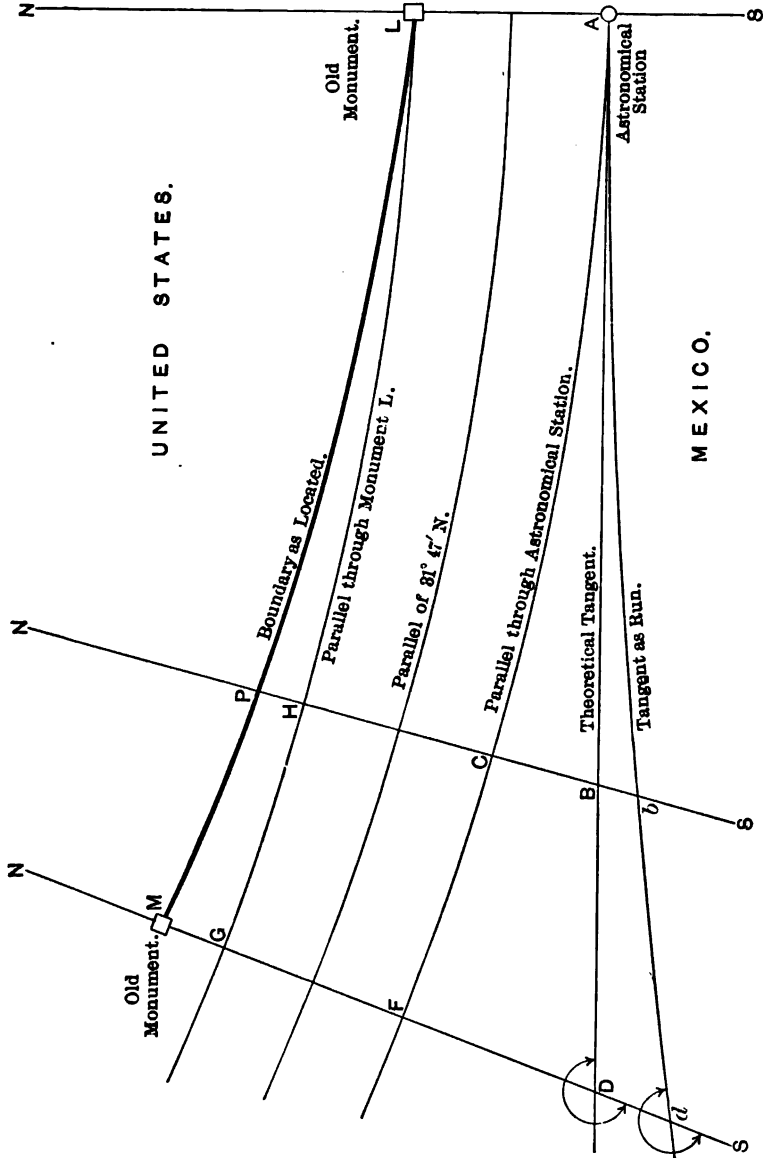 N
N
N
UNITED STATES.
Old
Monument.
L
Boundary as Located.
P
Parallel through Monument L.
H
M
Old
Monument.
G
Parallel of 31° 47′ N.
Parallel through Astronomical Station.
C
F
A
Astronomical
Station
S
Theoretical Tangent.
B
D
Tangent as Run.
b
d
S
S
MEXICO.